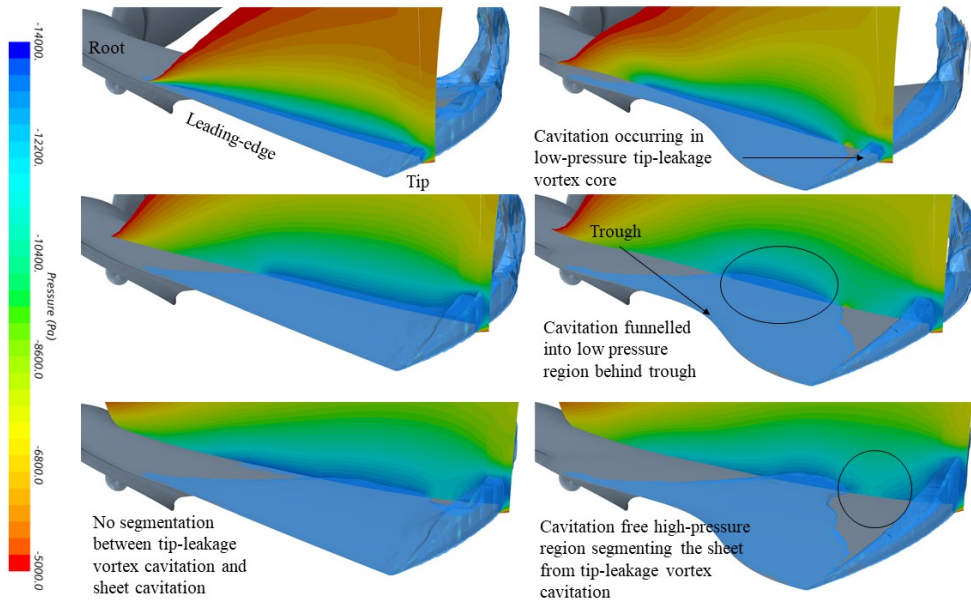 -14000.
-12200.
-10400.
-8600.0
-6800.0
-5000.0
Pressure (Pa)
Root
Leading-edge
Tip
Cavitation occurring in
low-pressure tip-leakage
vortex core
Trough
Cavitation funnelled
into low pressure
region behind trough
No segmentation
between tip-leakage
vortex cavitation and
sheet cavitation
Cavitation free high-pressure
region segmenting the sheet
from tip-leakage vortex
cavitation